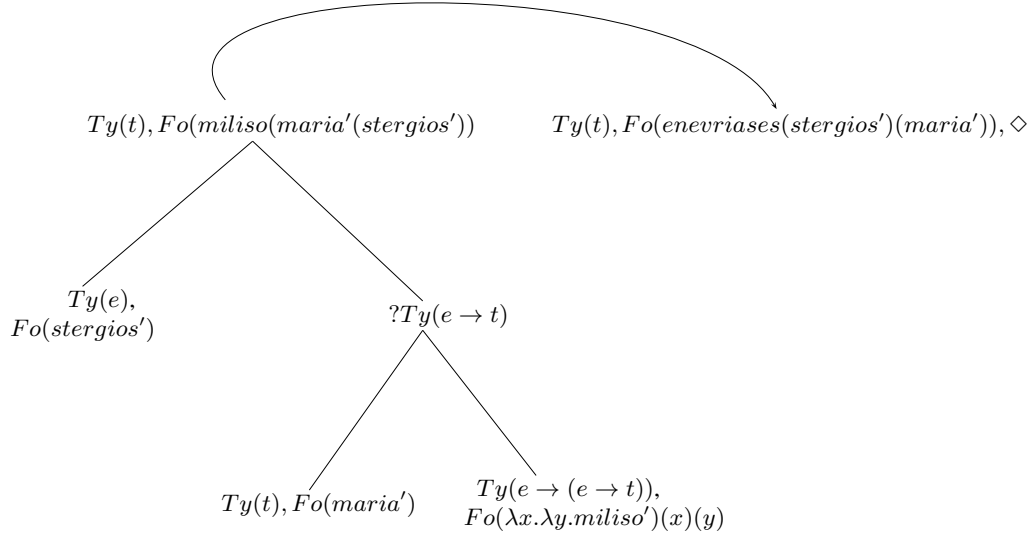 Ty(t), Fo(miliso(maria′(stergios′))
Ty(t), Fo(enevriases(stergios′)(maria′)), ◇
Ty(e),
Fo(stergios′)
?Ty(e → t)
Ty(t), Fo(maria′)
Ty(e → (e → t)),
Fo(λx.λy.miliso′)(x)(y)